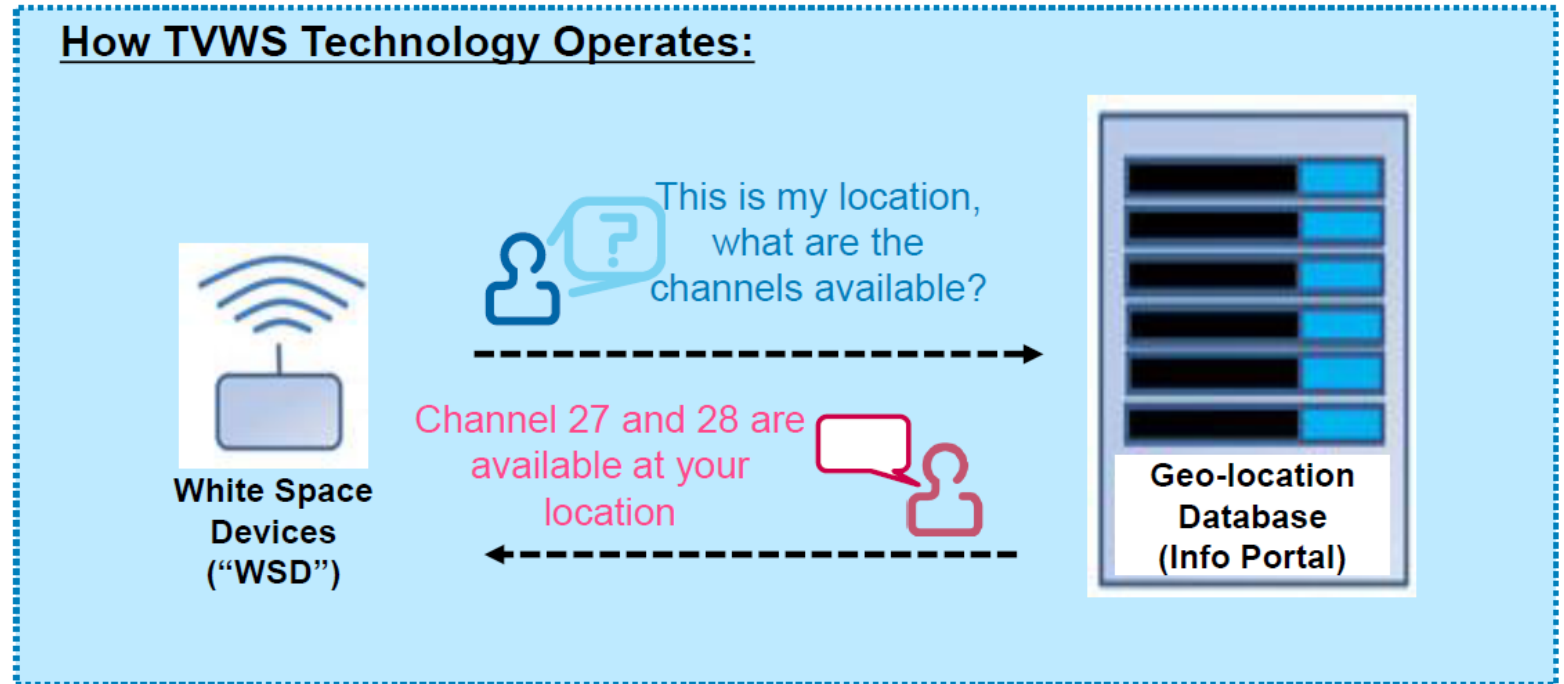 How TVWS Technology Operates:
This is my location,
what are the
channels available?
?
Channel 27 and 28 are
available at your
location
White Space
Devices
(“WSD”)
Geo-location
Database
(Info Portal)